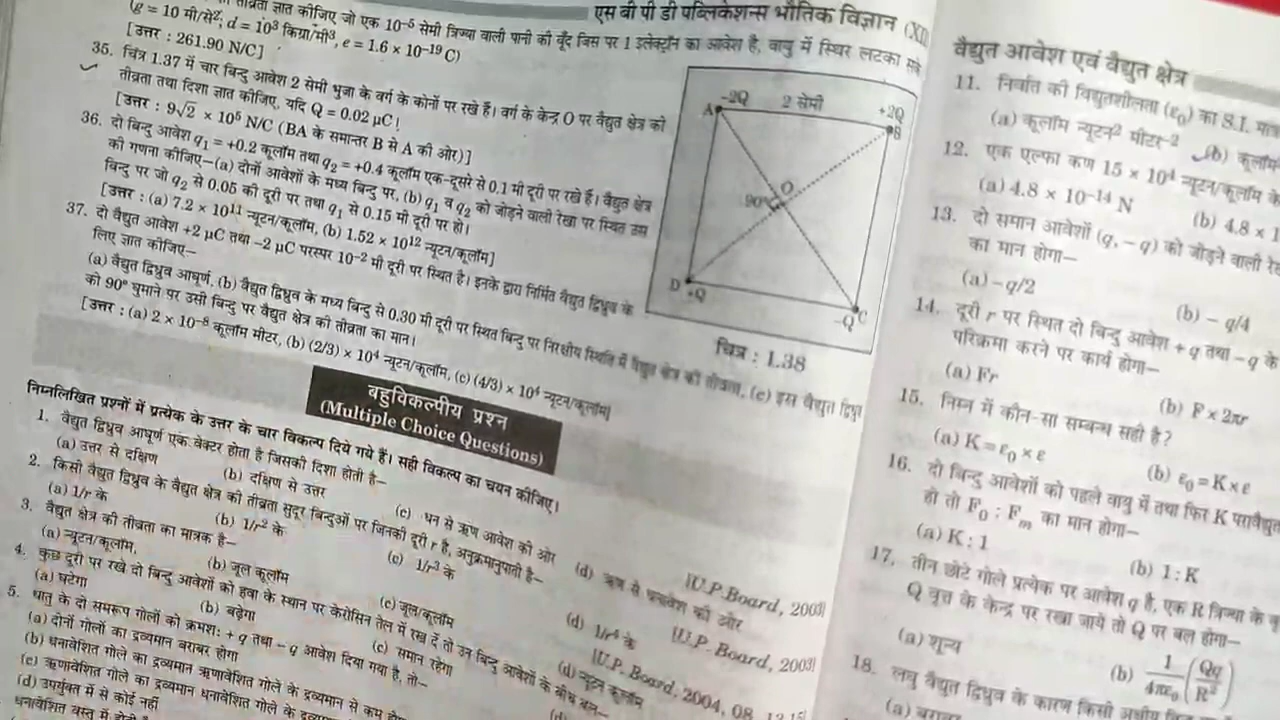 एस बी पी डी पब्लिकेशन्स भौतिक विज्ञान (XII
ज्ञात कीजिए जो एक 10⁻⁵ सेमी त्रिज्या वाली पानी की बूँद जिस पर 1 इलेक्ट्रॉन का आवेश है, वायु में स्थिर लटका सके
(g = 10 मी/से², d = 10³ किग्रा/मी³, e = 1.6 × 10⁻¹⁹ C)
[उत्तर : 261.90 N/C]
35. चित्र 1.37 में चार बिन्दु आवेश 2 सेमी भुजा के वर्ग के कोनों पर रखे हैं। वर्ग के केन्द्र O पर वैद्युत क्षेत्र की
तीव्रता तथा दिशा ज्ञात कीजिए, यदि Q = 0.02 μC।
[उत्तर : 9√2 × 10⁵ N/C (BA के समान्तर B से A की ओर)]
36. दो बिन्दु आवेश q₁ = +0.2 कूलॉम तथा q₂ = +0.4 कूलॉम एक-दूसरे से 0.1 मी दूरी पर रखे हैं। वैद्युत क्षेत्र
की गणना कीजिए—(a) दोनों आवेशों के मध्य बिन्दु पर, (b) q₁ व q₂ को जोड़ने वाली रेखा पर स्थित उस
बिन्दु पर जो q₂ से 0.05 की दूरी पर तथा q₁ से 0.15 मी दूरी पर हो।
[उत्तर : (a) 7.2 × 10¹¹ न्यूटन/कूलॉम, (b) 1.52 × 10¹² न्यूटन/कूलॉम]
37. दो वैद्युत आवेश +2 μC तथा –2 μC परस्पर 10⁻² मी दूरी पर स्थित है। इनके द्वारा निर्मित वैद्युत द्विध्रुव के
लिए ज्ञात कीजिए—
(a) वैद्युत द्विध्रुव आघूर्ण, (b) वैद्युत द्विध्रुव के मध्य बिन्दु से 0.30 मी दूरी पर स्थित बिन्दु पर निरक्षीय स्थिति में वैद्युत क्षेत्र की तीव्रता, (c) इस वैद्युत द्विध्रुव
को 90° घुमाने पर उसी बिन्दु पर वैद्युत क्षेत्र की तीव्रता का मान।
[उत्तर : (a) 2 × 10⁻⁸ कूलॉम मीटर, (b) (2/3) × 10⁴ न्यूटन/कूलॉम, (c) (4/3) × 10⁴ न्यूटन/कूलॉम]
A –2Q 2 सेमी +2Q B
O
90°
D +Q –Q C
चित्र : 1.38
बहुविकल्पीय प्रश्न
(Multiple Choice Questions)
निम्नलिखित प्रश्नों में प्रत्येक के उत्तर के चार विकल्प दिये गये हैं। सही विकल्प का चयन कीजिए।
1. वैद्युत द्विध्रुव आघूर्ण एक वेक्टर होता है जिसकी दिशा होती है—
(a) उत्तर से दक्षिण (b) दक्षिण से उत्तर (c) धन से ऋण आवेश की ओर (d) ऋण से धनावेश की ओर
[U.P. Board, 2003]
2. किसी वैद्युत द्विध्रुव के वैद्युत क्षेत्र की तीव्रता सुदूर बिन्दुओं पर जिनकी दूरी r है, अनुक्रमानुपाती है—
(a) 1/r के (b) 1/r² के (c) 1/r³ के (d) 1/r⁴ के
[U.P. Board, 2003]
3. वैद्युत क्षेत्र की तीव्रता का मात्रक है—
[U.P. Board, 2004, 08, 12, 15]
(a) न्यूटन/कूलॉम, (b) जूल कूलॉम (c) जूल/कूलॉम (d) न्यूटन कूलॉम
4. कुछ दूरी पर रखे दो बिन्दु आवेशों को हवा के स्थान पर केरोसिन तेल में रख दें तो उन बिन्दु आवेशों के बीच बल—
(a) घटेगा (b) बढ़ेगा (c) समान रहेगा
5. धातु के दो समरूप गोलों को क्रमशः + q तथा – q आवेश दिया गया है, तो—
(a) दोनों गोलों का द्रव्यमान बराबर होगा
(b) धनावेशित गोले का द्रव्यमान ऋणावेशित गोले के द्रव्यमान से कम होगा
(c) ऋणावेशित गोले का द्रव्यमान धनावेशित गोले के
(d) उपर्युक्त में से कोई नहीं
धनावेशित वस्तु में होती है
वैद्युत आवेश एवं वैद्युत क्षेत्र
11. निर्वात की विद्युतशीलता (ε₀) का S.I. मात्र
(a) कूलॉम न्यूटन² मीटर⁻² (b) कूलॉम
12. एक एल्फा कण 15 × 10⁴ न्यूटन/कूलॉम के
(a) 4.8 × 10⁻¹⁴ N (b) 4.8 × 1
13. दो समान आवेशों (q, – q) को जोड़ने वाली रे
का मान होगा—
(a) – q/2 (b) – q/4
14. दूरी r पर स्थित दो बिन्दु आवेश + q तथा – q के
परिक्रमा करने पर कार्य होगा—
(a) Fr (b) F × 2πr
15. निम्न में कौन-सा सम्बन्ध सही है?
(a) K = ε₀ × ε (b) ε₀ = K × ε
16. दो बिन्दु आवेशों को पहले वायु में तथा फिर K परावैद्युत
हो तो F₀ : Fₘ का मान होगा—
(a) K : 1 (b) 1 : K
17. तीन छोटे गोले प्रत्येक पर आवेश q है, एक R त्रिज्या के वृ
Q वृत्त के केन्द्र पर रखा जाये तो Q पर बल होगा—
(a) शून्य (b) 1/4πε₀ (Qq/R²)
18. लघु वैद्युत द्विध्रुव के कारण किसी अक्षीय
(a) बराबर